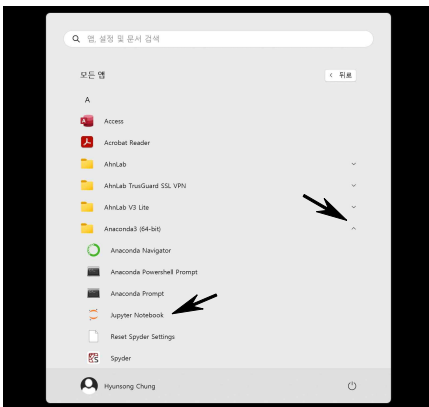 앱, 설정 및 문서 검색
모든 앱
< 뒤로
A
Access
Acrobat Reader
AhnLab
AhnLab TrusGuard SSL VPN
AhnLab V3 Lite
Anaconda3 (64-bit)
Anaconda Navigator
Anaconda Powershell Prompt
Anaconda Prompt
Jupyter Notebook
Reset Spyder Settings
Spyder
Hyunsong Chung